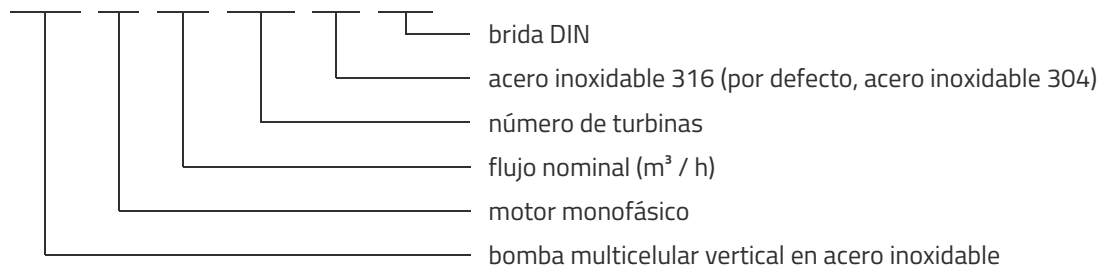 brida DIN
acero inoxidable 316 (por defecto, acero inoxidable 304)
número de turbinas
flujo nominal (m³ / h)
motor monofásico
bomba multicelular vertical en acero inoxidable